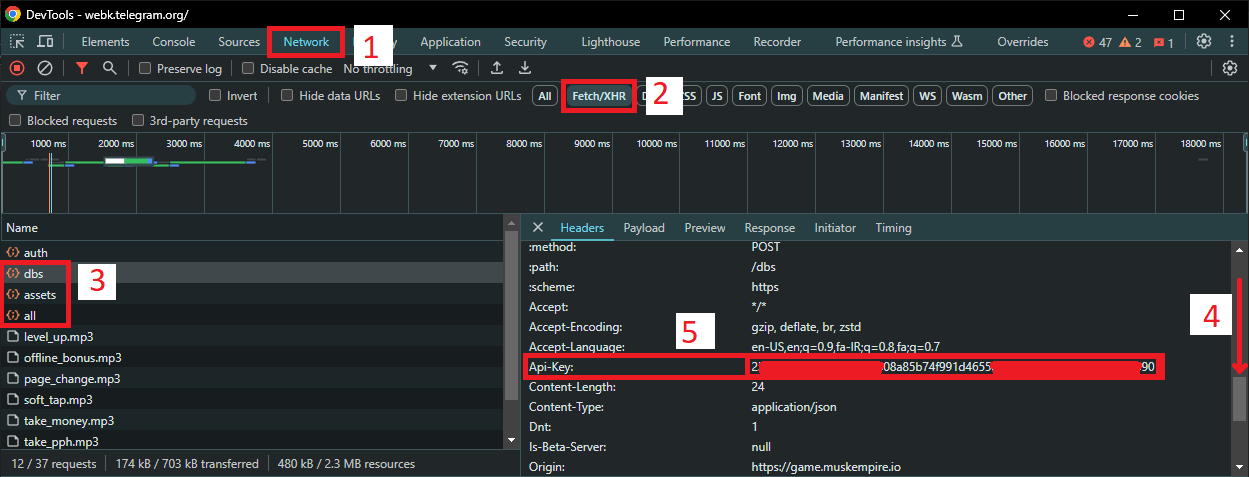 DevTools - webk.telegram.org/
Elements Console Sources Network 1 Application Security Lighthouse Performance Recorder Performance insights Overrides 47 2 1
Preserve log Disable cache No throttling
Filter Invert Hide data URLs Hide extension URLs All Fetch/XHR 2 JS Font Img Media Manifest WS Wasm Other Blocked response cookies
Blocked requests 3rd-party requests
1000 ms 2000 ms 3000 ms 4000 ms 5000 ms 6000 ms 7000 ms 8000 ms 9000 ms 10000 ms 11000 ms 12000 ms 13000 ms 14000 ms 15000 ms 16000 ms 17000 ms 18000 ms
Name
auth
dbs
assets
all
3
level_up.mp3
offline_bonus.mp3
page_change.mp3
soft_tap.mp3
take_money.mp3
take_pph.mp3
12 / 37 requests 174 kB / 703 kB transferred 480 kB / 2.3 MB resources
Headers Payload Preview Response Initiator Timing
:method: POST
:path: /dbs
:scheme: https
Accept: */*
Accept-Encoding: gzip, deflate, br, zstd
Accept-Language: en-US,en;q=0.9,fa-IR;q=0.8,fa;q=0.7
5
4
Api-Key: 2 08a85b74f991d4655 90
Content-Length: 24
Content-Type: application/json
Dnt: 1
Is-Beta-Server: null
Origin: https://game.muskempire.io